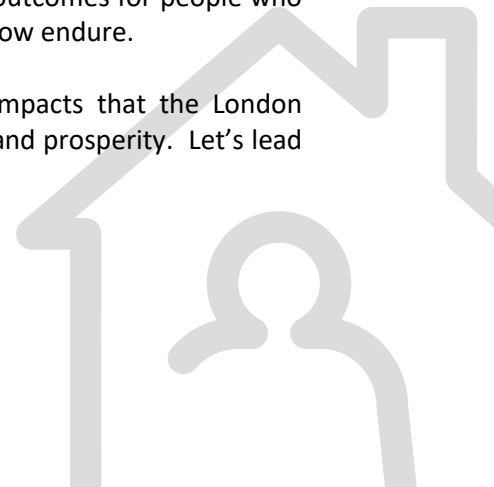 outcomes for people who
ow endure.
mpacts that the London
and prosperity. Let's lead